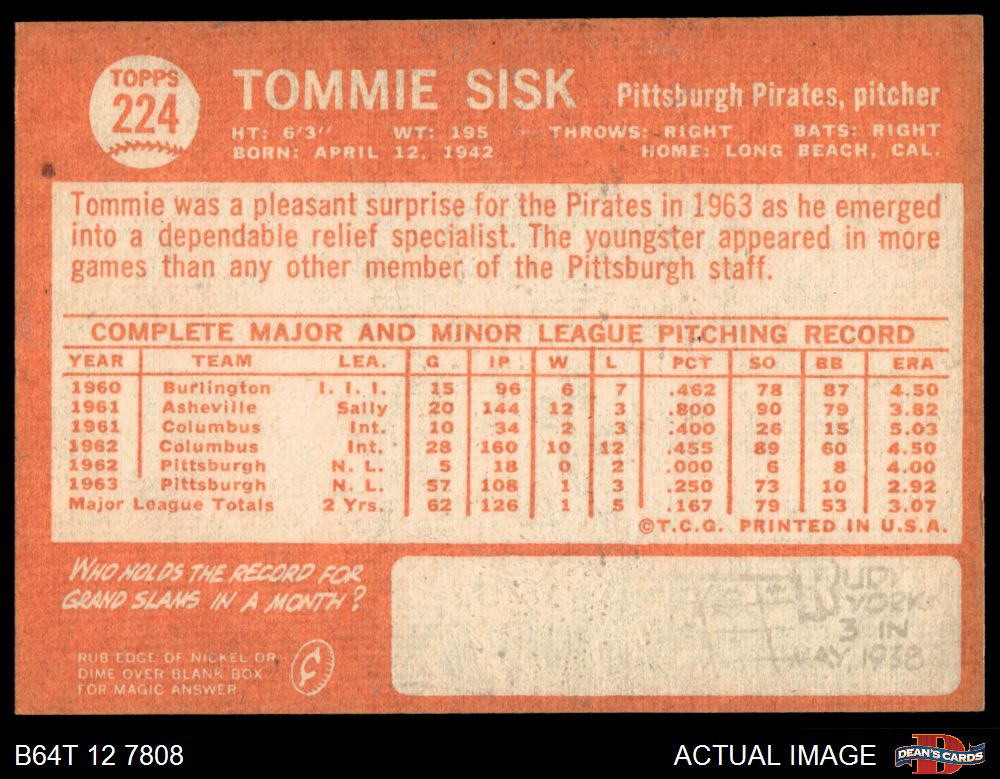 TOPPS
224
TOMMIE SISK Pittsburgh Pirates, pitcher
HT: 6'3" WT: 195 THROWS: RIGHT BATS: RIGHT
BORN: APRIL 12, 1942 HOME: LONG BEACH, CAL.
Tommie was a pleasant surprise for the Pirates in 1963 as he emerged
into a dependable relief specialist. The youngster appeared in more
games than any other member of the Pittsburgh staff.
COMPLETE MAJOR AND MINOR LEAGUE PITCHING RECORD
YEAR TEAM LEA. G IP W L PCT SO BB ERA
1960 Burlington I. I. I. 15 96 6 7 .462 78 87 4.50
1961 Asheville Sally 20 144 12 3 .800 90 79 3.82
1961 Columbus Int. 10 34 2 3 .400 26 15 5.03
1962 Columbus Int. 28 160 10 12 .455 89 60 4.50
1962 Pittsburgh N. L. 5 18 0 2 .000 6 8 4.00
1963 Pittsburgh N. L. 57 108 1 3 .250 73 10 2.92
Major League Totals 2 Yrs. 62 126 1 5 .167 79 53 3.07
©T.C.G. PRINTED IN U.S.A.
WHO HOLDS THE RECORD FOR
GRAND SLAMS IN A MONTH?
RUB EDGE OF NICKEL OR
DIME OVER BLANK BOX
FOR MAGIC ANSWER
YORK
3 IN
MAY, 1938
B64T 12 7808 ACTUAL IMAGE DEAN'S CARDS